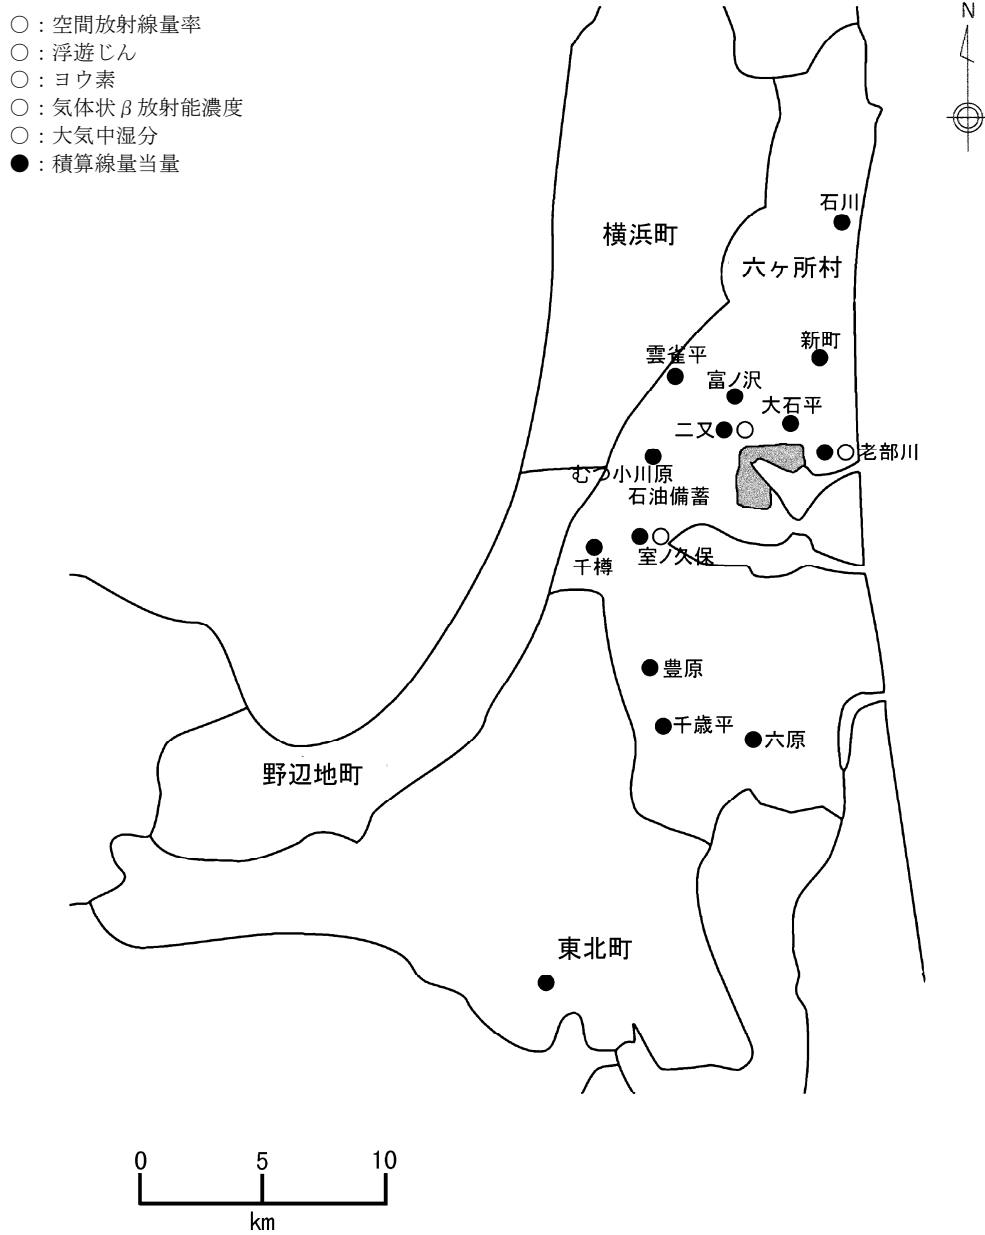 ○：空間放射線量率
○：浮遊じん
○：ヨウ素
○：気体状β放射能濃度
○：大気中湿分
●：積算線量当量
N
石川
横浜町
六ヶ所村
新町
雲雀平
富ノ沢
大石平
二又
老部川
むつ小川原
石油備蓄
室ノ久保
千樽
豊原
千歳平
六原
野辺地町
東北町
0 5 10
km